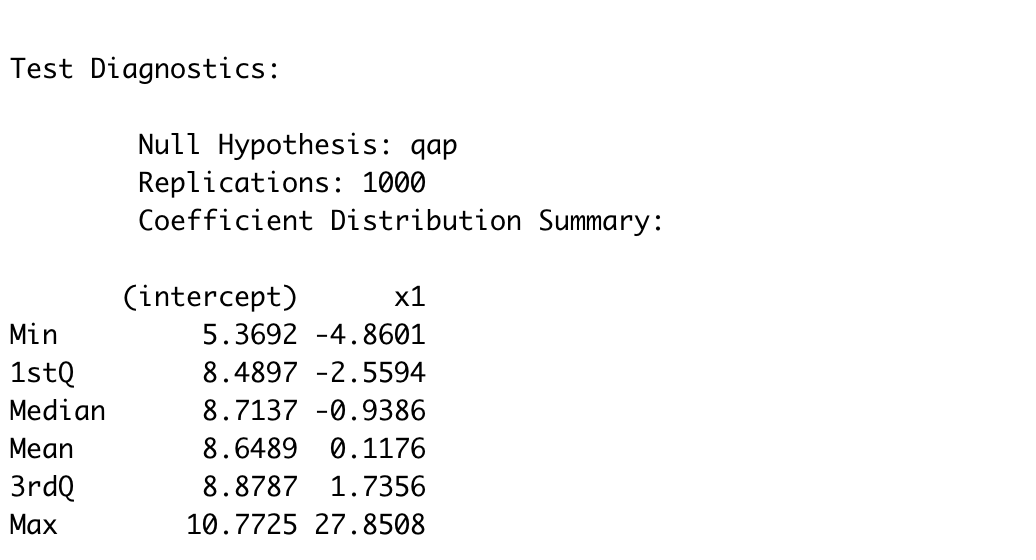 Test Diagnostics:
Null Hypothesis: qap
Replications: 1000
Coefficient Distribution Summary:
(intercept) x1
Min 5.3692 -4.8601
1stQ 8.4897 -2.5594
Median 8.7137 -0.9386
Mean 8.6489 0.1176
3rdQ 8.8787 1.7356
Max 10.7725 27.8508